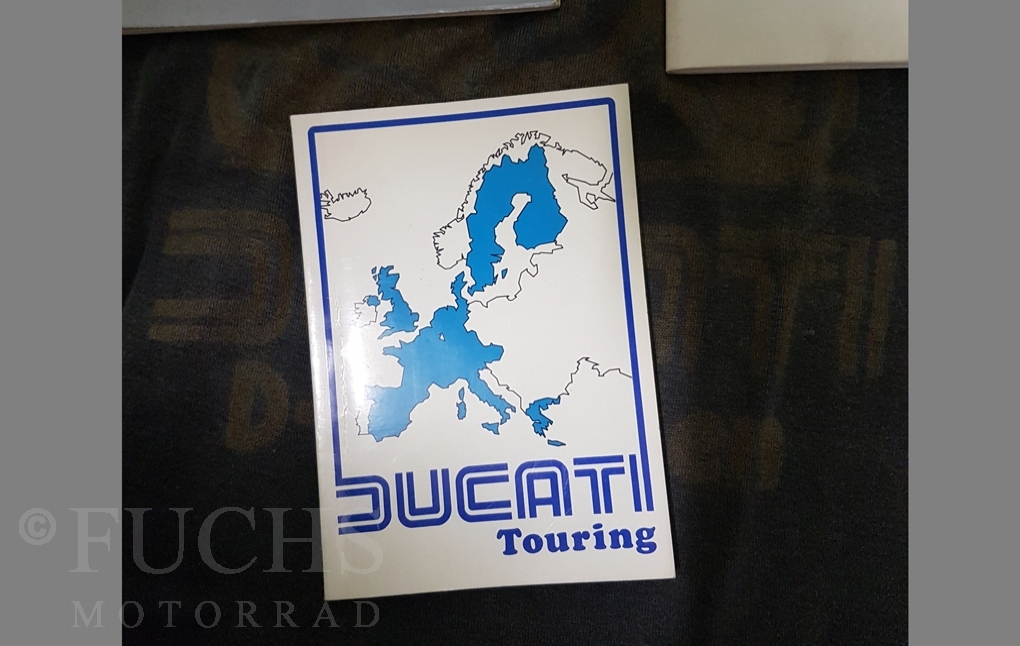 DUCATI
Touring
© FUCHS
MOTORRAD